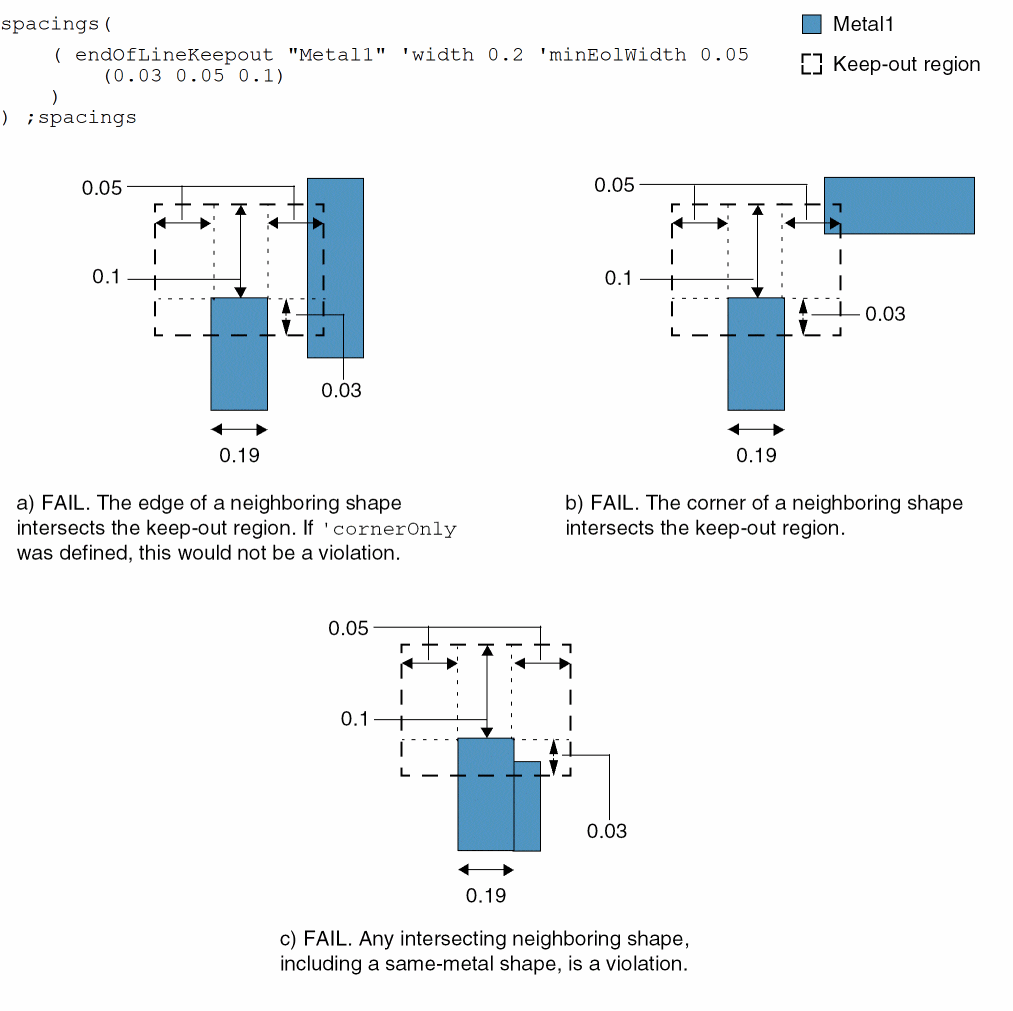 spacings(
( endOfLineKeepout "Metal1" 'width 0.2 'minEolWidth 0.05
(0.03 0.05 0.1)
)
) ;spacings
Metal1
Keep-out region
0.05
0.1
0.03
0.19
a) FAIL. The edge of a neighboring shape
intersects the keep-out region. If 'cornerOnly
was defined, this would not be a violation.
0.05
0.1
0.03
0.19
b) FAIL. The corner of a neighboring shape
intersects the keep-out region.
0.05
0.1
0.03
0.19
c) FAIL. Any intersecting neighboring shape,
including a same-metal shape, is a violation.